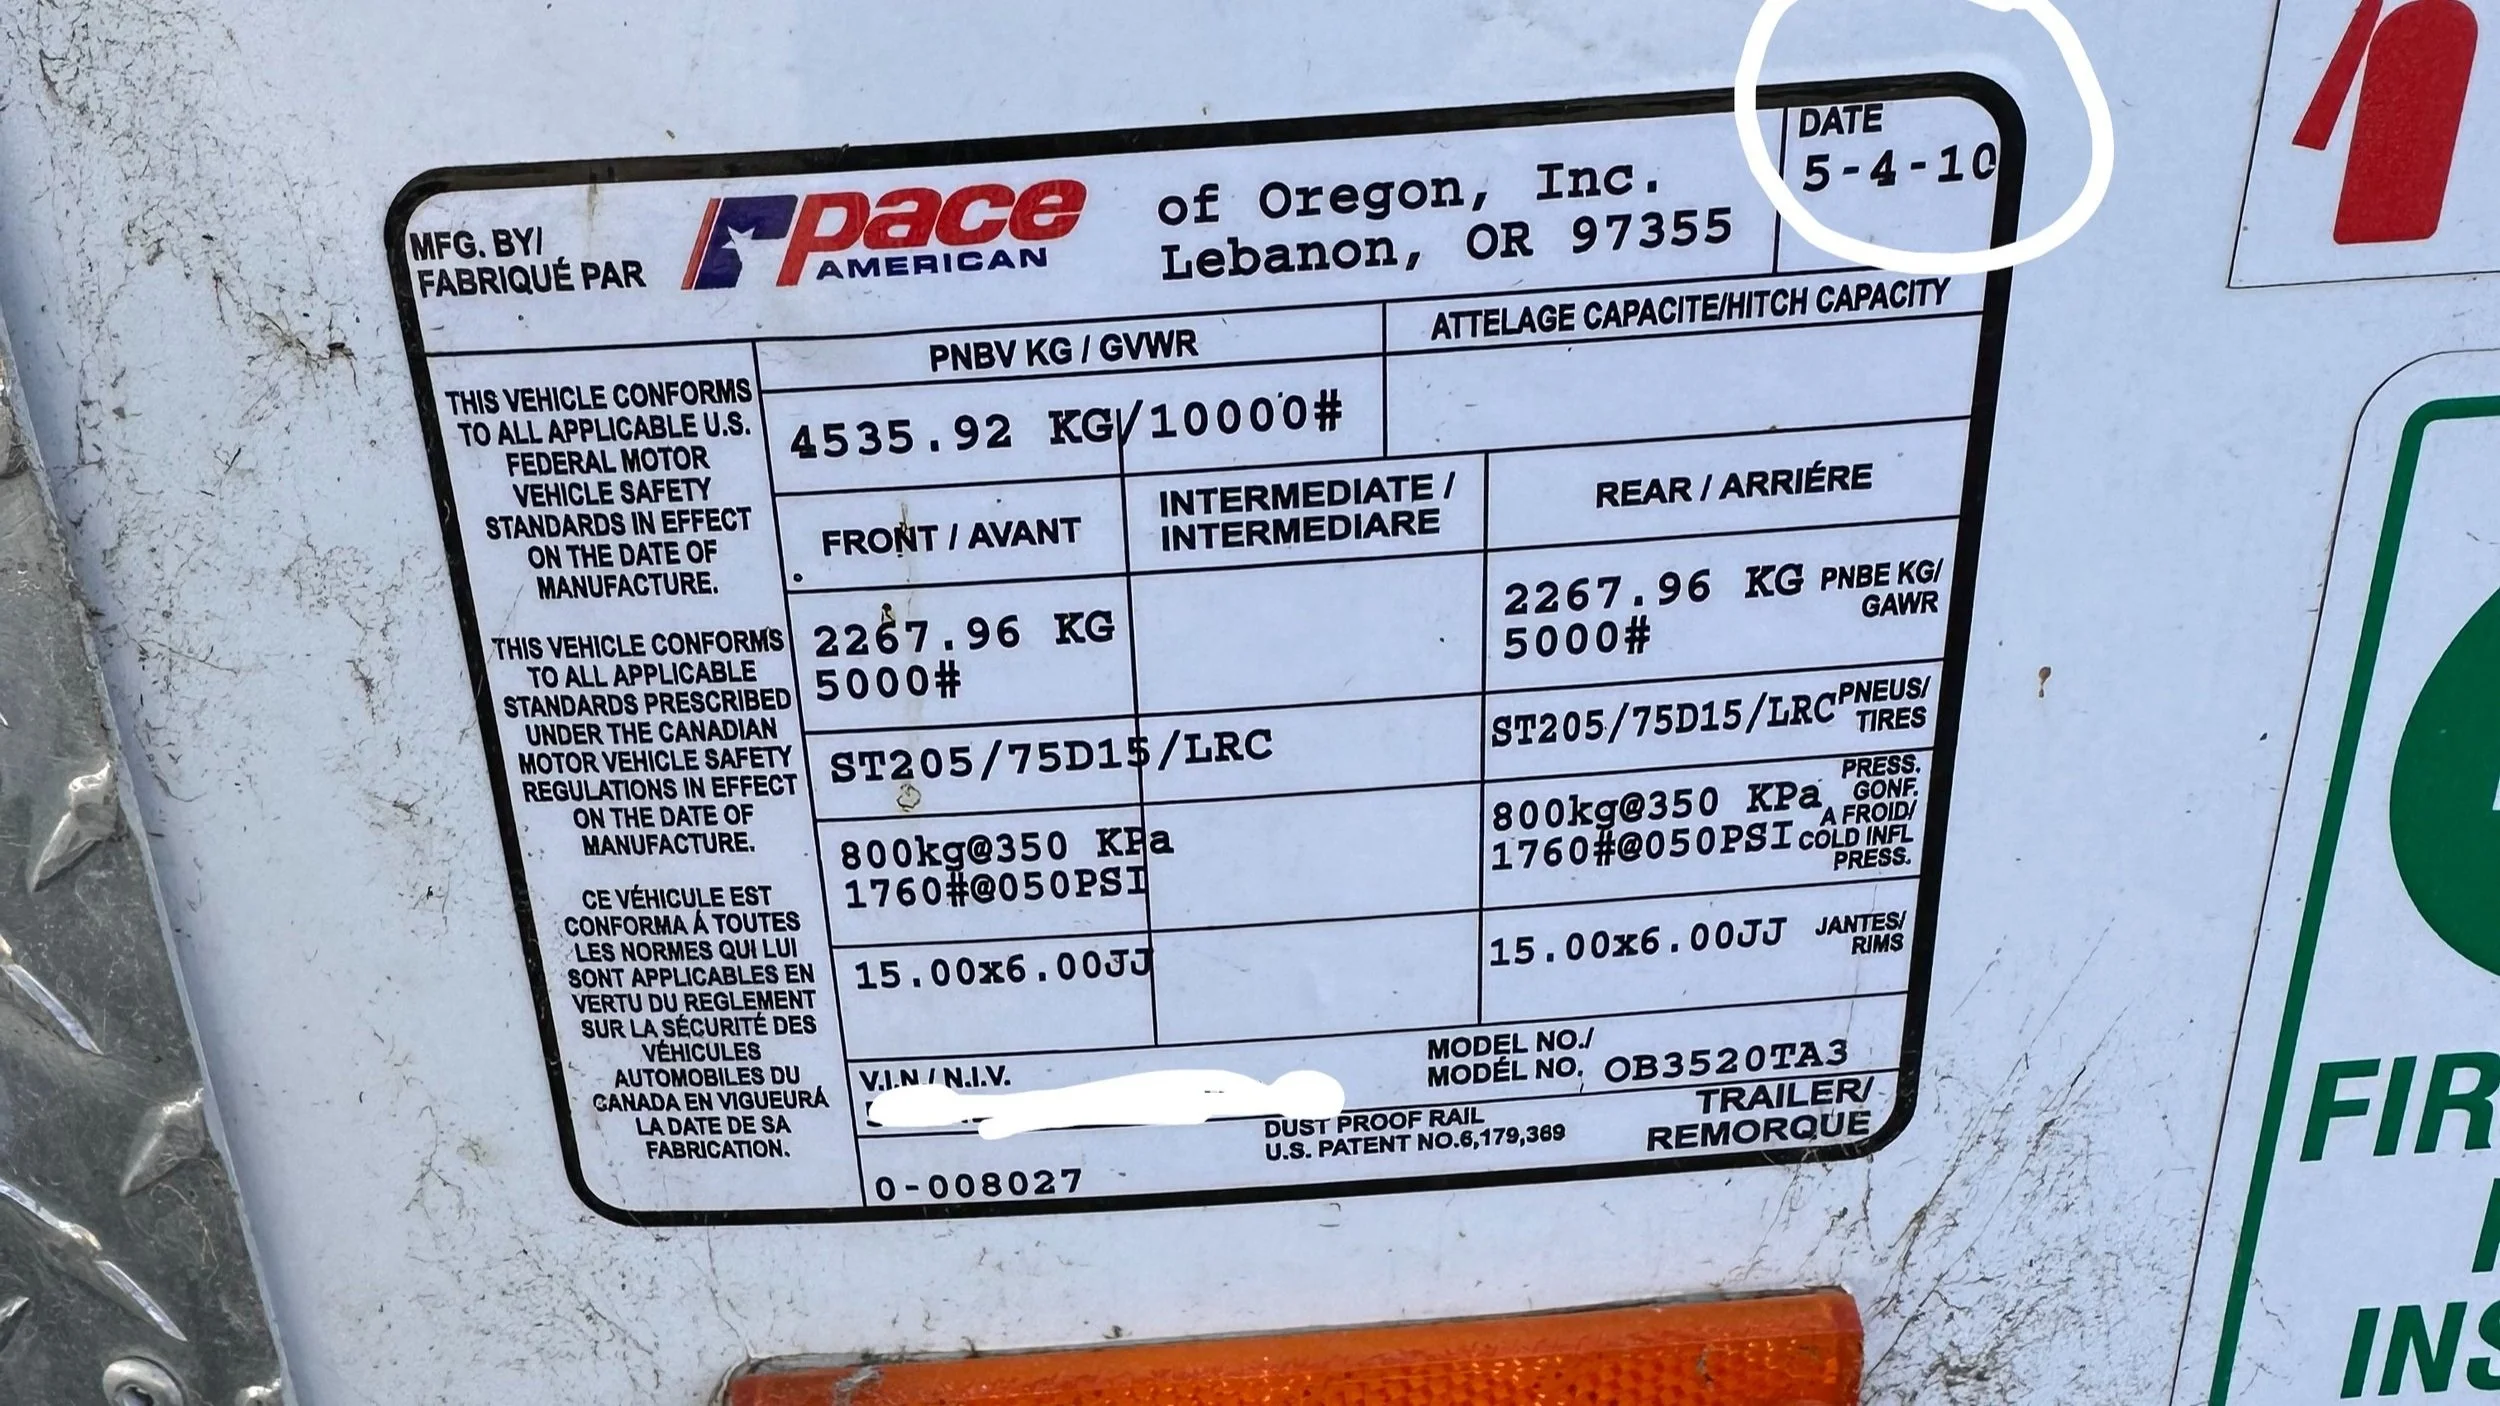 DATE
5-4-10
MFG. BY/
FABRIQUÉ PAR
pace
AMERICAN
of Oregon, Inc.
Lebanon, OR 97355
PNBV KG / GVWR
ATTELAGE CAPACITE/HITCH CAPACITY
4535.92 KG/10000#
FRONT / AVANT
INTERMEDIATE /
INTERMEDIARE
REAR / ARRIÉRE
2267.96 KG
5000#
2267.96 KG
5000#
PNBE KG/
GAWR
ST205/75D15/LRC
ST205/75D15/LRC
PNEUS/
TIRES
800kg@350 KPa
1760#@050PSI
800kg@350 KPa
1760#@050PSI
PRESS.
GONF.
A FROID/
COLD INFL
PRESS.
15.00x6.00JJ
15.00x6.00JJ
JANTES/
RIMS
THIS VEHICLE CONFORMS
TO ALL APPLICABLE U.S.
FEDERAL MOTOR
VEHICLE SAFETY
STANDARDS IN EFFECT
ON THE DATE OF
MANUFACTURE.
THIS VEHICLE CONFORMS
TO ALL APPLICABLE
STANDARDS PRESCRIBED
UNDER THE CANADIAN
MOTOR VEHICLE SAFETY
REGULATIONS IN EFFECT
ON THE DATE OF
MANUFACTURE.
CE VÉHICULE EST
CONFORMA Á TOUTES
LES NORMES QUI LUI
SONT APPLICABLES EN
VERTU DU REGLEMENT
SUR LA SÉCURITÉ DES
VÉHICULES
AUTOMOBILES DU
CANADA EN VIGUEURÁ
LA DATE DE SA
FABRICATION.
V.I.N / N.I.V.
MODEL NO./
MODÉL NO. OB3520TA3
DUST PROOF RAIL
U.S. PATENT NO.6,179,369
TRAILER/
REMORQUE
0-008027
FIR
INS